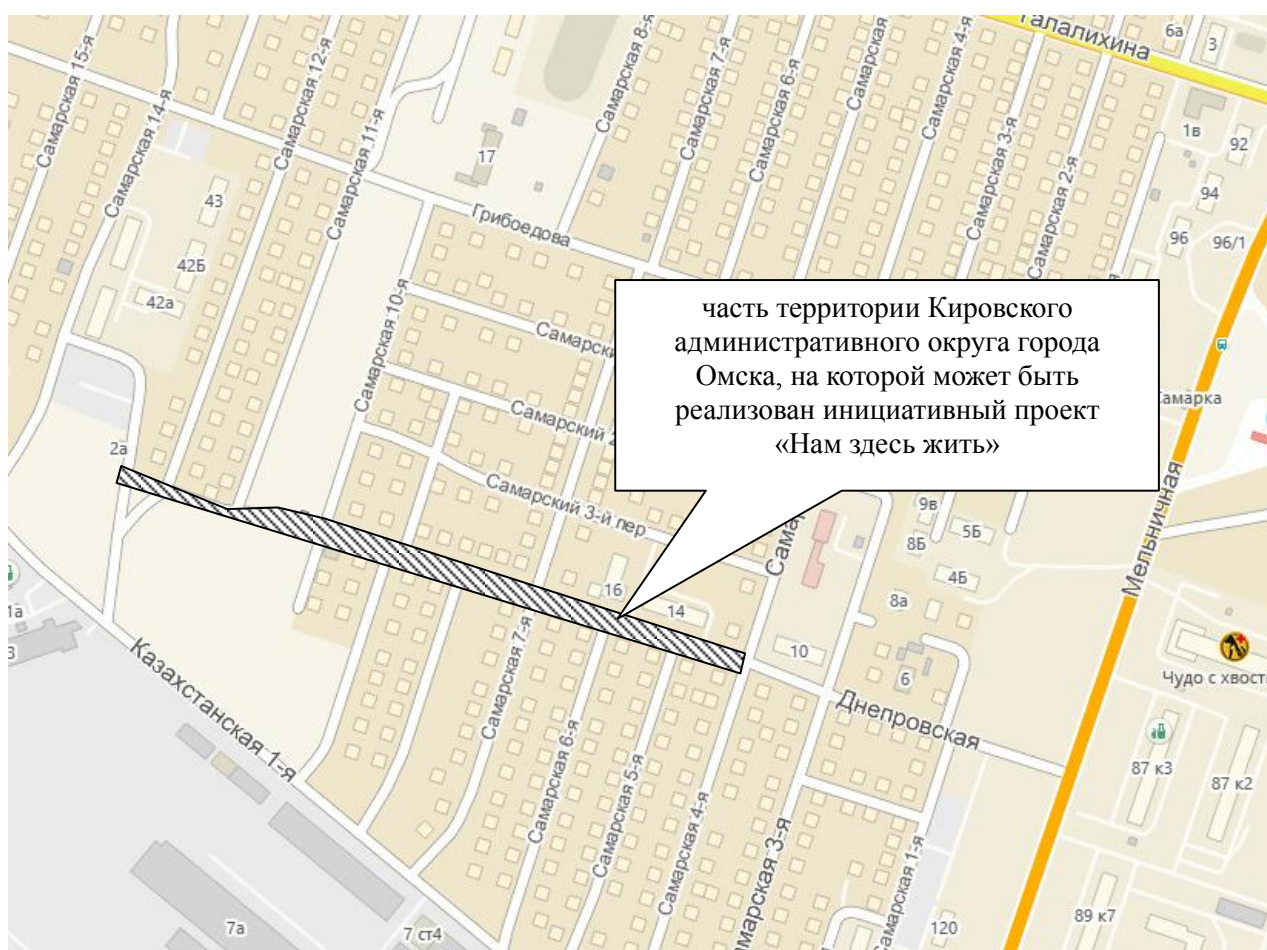 Талалихина
6а
3
Самарская 15-я
Самарская 14-я
Самарская 12-я
Самарская 11-я
Самарская 8-я
Самарская 7-я
Самарская 6-я
Самарская
Самарская 4-я
Самарская 3-я
Самарская 2-я
1в
92
94
96
96/1
17
43
42Б
42а
Грибоедова
Самарская 10-я
Самарский 2
Самарский 3-й пер
часть территории Кировского
административного округа города
Омска, на которой может быть
реализован инициативный проект
«Нам здесь жить»
Самарка
Мельничная
2а
9в
8Б
5Б
4Б
8а
16
14
10
6
1а
3
Днепровская
Казахстанская 1-я
Самарская 7-я
Самарская 6-я
Самарская 5-я
Самарская 4-я
Самарская 3-я
Самарская 1-я
Чудо с хвост
87 к3
87 к2
89 к7
120
7а
7 ст4